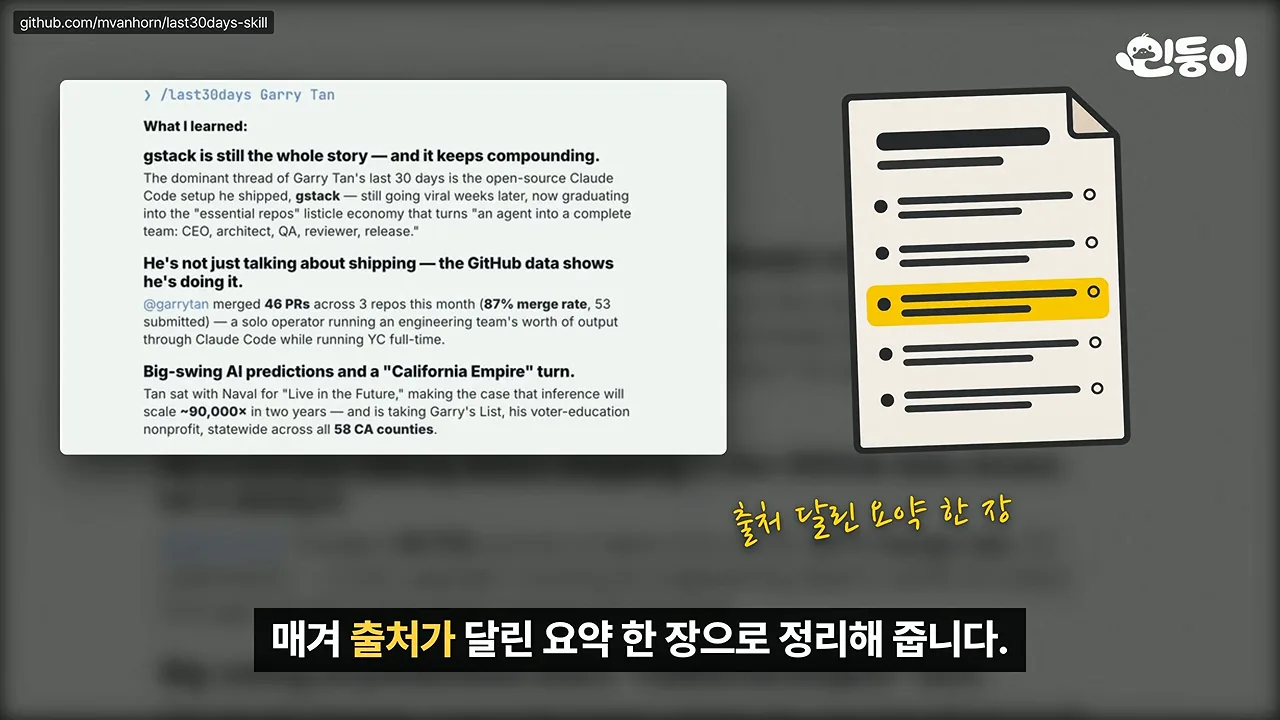 github.com/mvanhorn/last30days-skill
인둥이
❯ /last30days Garry Tan
What I learned:
gstack is still the whole story — and it keeps compounding.
The dominant thread of Garry Tan's last 30 days is the open-source Claude
Code setup he shipped, gstack — still going viral weeks later, now graduating
into the "essential repos" listicle economy that turns "an agent into a complete
team: CEO, architect, QA, reviewer, release."
He's not just talking about shipping — the GitHub data shows
he's doing it.
@garrytan merged 46 PRs across 3 repos this month (87% merge rate, 53
submitted) — a solo operator running an engineering team's worth of output
through Claude Code while running YC full-time.
Big-swing AI predictions and a "California Empire" turn.
Tan sat with Naval for "Live in the Future," making the case that inference will
scale ~90,000× in two years — and is taking Garry's List, his voter-education
nonprofit, statewide across all 58 CA counties.
출처 달린 요약 한 장
매겨 출처가 달린 요약 한 장으로 정리해 줍니다.